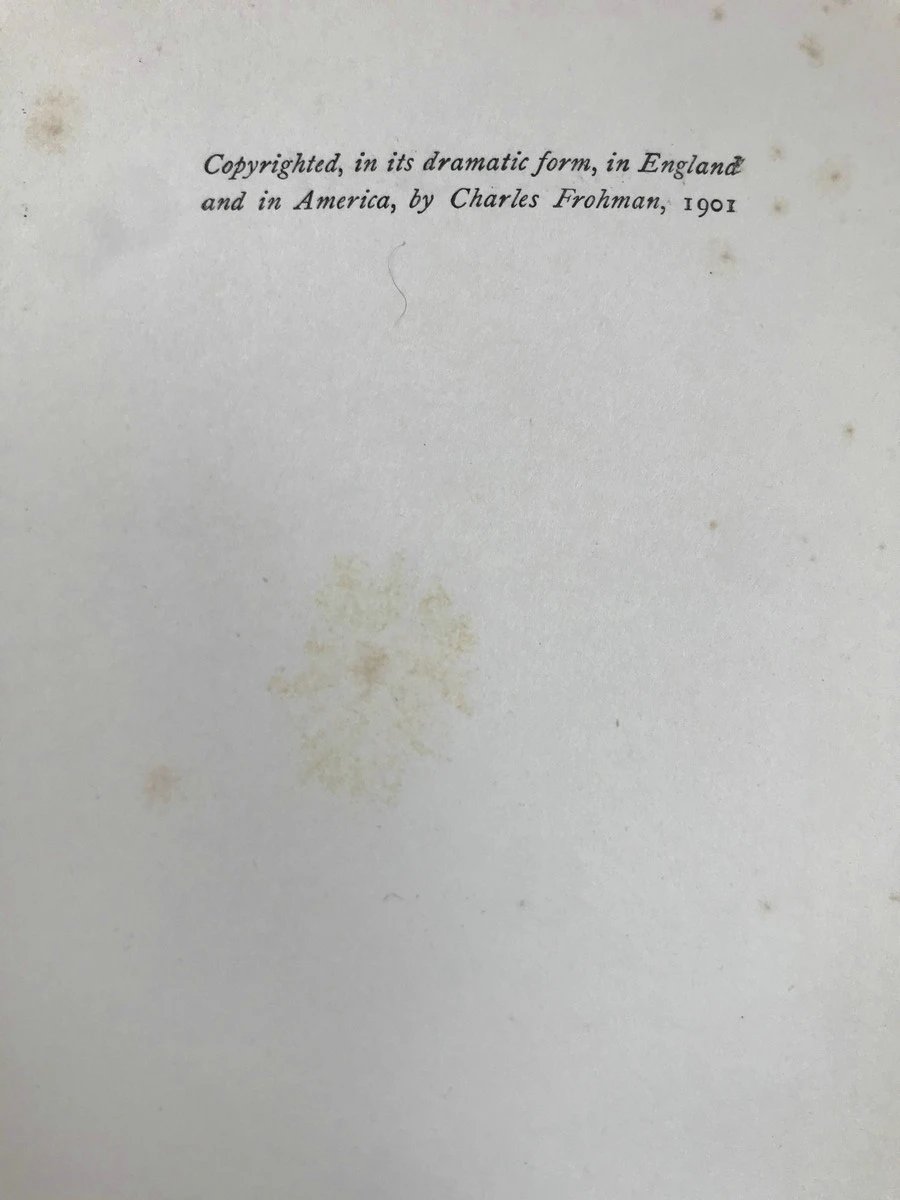 Copyrighted, in its dramatic form, in England
and in America, by Charles Frohman, 1901